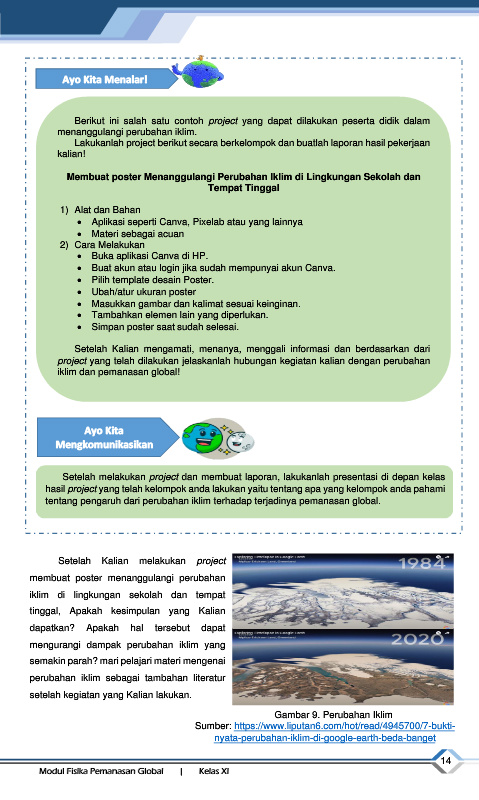 Ayo Kita Menalar!
Berikut ini salah satu contoh project yang dapat dilakukan peserta didik dalam
menanggulangi perubahan iklim.
Lakukanlah project berikut secara berkelompok dan buatlah laporan hasil pekerjaan
kalian!
Membuat poster Menanggulangi Perubahan Iklim di Lingkungan Sekolah dan
Tempat Tinggal
1) Alat dan Bahan
• Aplikasi seperti Canva, Pixelab atau yang lainnya
• Materi sebagai acuan
2) Cara Melakukan
• Buka aplikasi Canva di HP.
• Buat akun atau login jika sudah mempunyai akun Canva.
• Pilih template desain Poster.
• Ubah/atur ukuran poster
• Masukkan gambar dan kalimat sesuai keinginan.
• Tambahkan elemen lain yang diperlukan.
• Simpan poster saat sudah selesai.
Setelah Kalian mengamati, menanya, menggali informasi dan berdasarkan dari
project yang telah dilakukan jelaskanlah hubungan kegiatan kalian dengan perubahan
iklim dan pemanasan global!
Ayo Kita
Mengkomunikasikan
Setelah melakukan project dan membuat laporan, lakukanlah presentasi di depan kelas
hasil project yang telah kelompok anda lakukan yaitu tentang apa yang kelompok anda pahami
tentang pengaruh dari perubahan iklim terhadap terjadinya pemanasan global.
Setelah Kalian melakukan project
membuat poster menanggulangi perubahan
iklim di lingkungan sekolah dan tempat
tinggal, Apakah kesimpulan yang Kalian
dapatkan? Apakah hal tersebut dapat
mengurangi dampak perubahan iklim yang
semakin parah? mari pelajari materi mengenai
perubahan iklim sebagai tambahan literatur
setelah kegiatan yang Kalian lakukan.
1984
2020
Gambar 9. Perubahan Iklim
Sumber: https://www.liputan6.com/hot/read/4945700/7-bukti-
nyata-perubahan-iklim-di-google-earth-beda-banget
14
Modul Fisika Pemanasan Global | Kelas XI